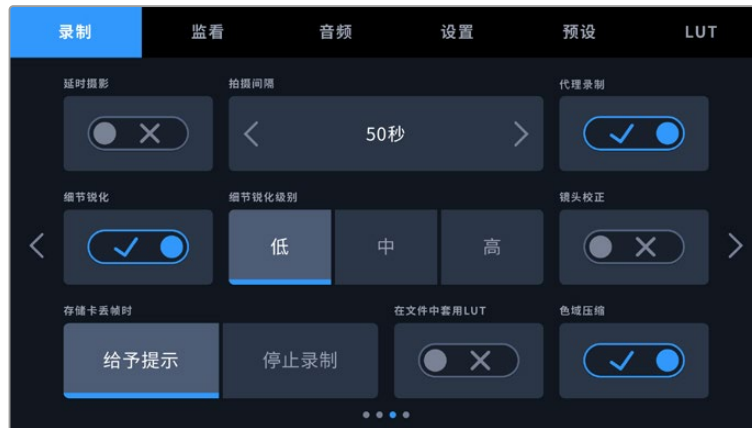 录制 监看 音频 设置 预设 LUT
延时摄影 拍摄间隔 代理录制
50秒
细节锐化 细节锐化级别 镜头校正
低 中 高
存储卡丢帧时 在文件中套用LUT 色域压缩
给予提示 停止录制